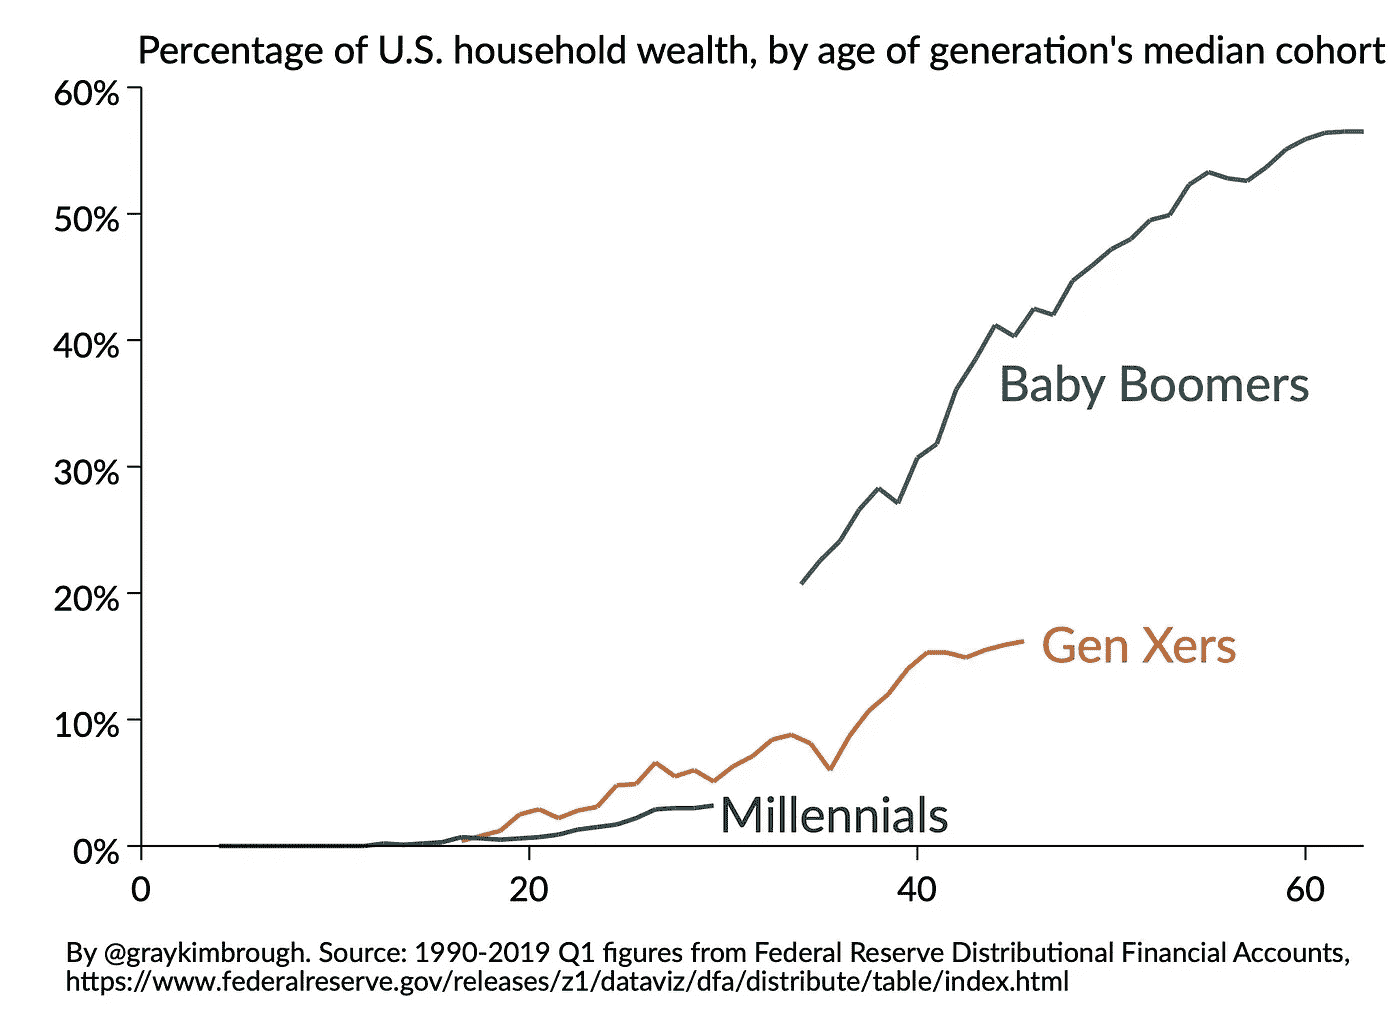 Percentage of U.S. household wealth, by age of generation's median cohort
60%
50%
40%
Baby Boomers
30%
20%
Gen Xers
10%
Millennials
0%
0 20 40 60
By @graykimbrough. Source: 1990-2019 Q1 figures from Federal Reserve Distributional Financial Accounts,
https://www.federalreserve.gov/releases/z1/dataviz/dfa/distribute/table/index.html